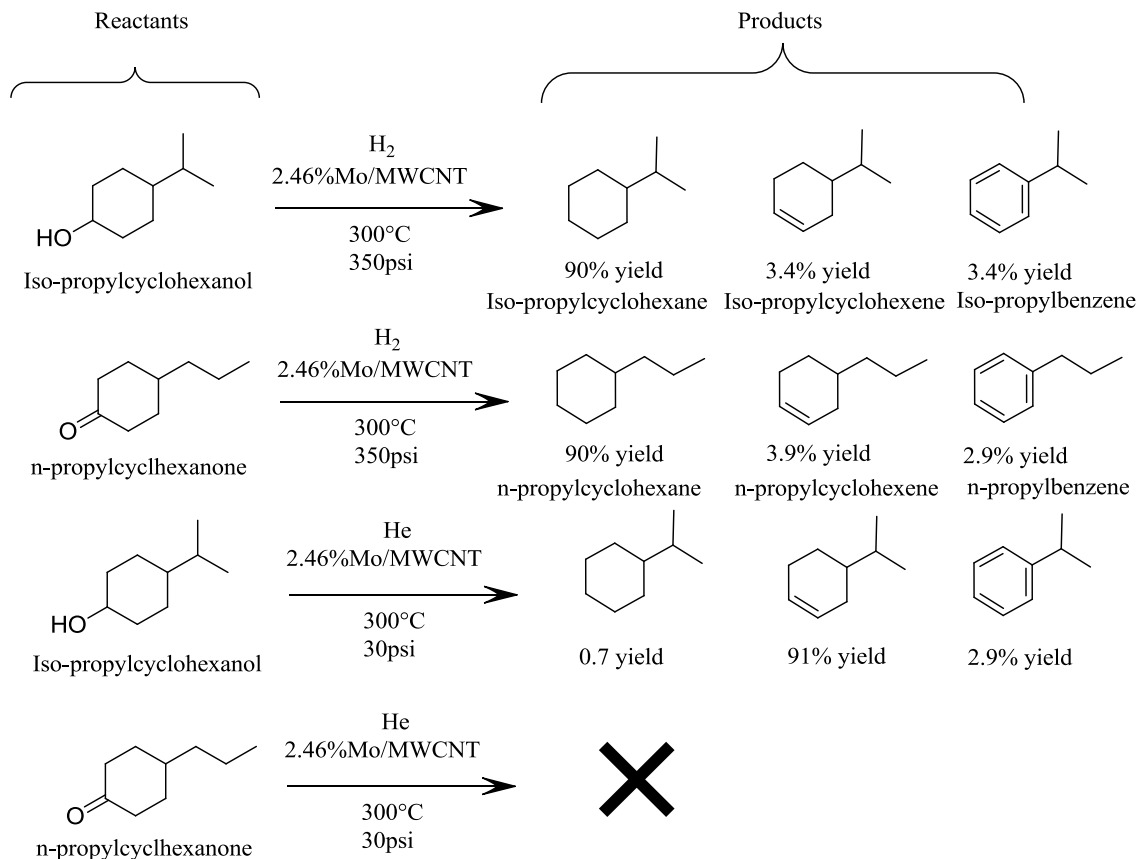 Reactants
Products
H2
2.46%Mo/MWCNT
300°C
350psi
HO
Iso-propylcyclohexanol
90% yield
Iso-propylcyclohexane
3.4% yield
Iso-propylcyclohexene
3.4% yield
Iso-propylbenzene
H2
2.46%Mo/MWCNT
300°C
350psi
O
n-propylcyclhexanone
90% yield
n-propylcyclohexane
3.9% yield
n-propylcyclohexene
2.9% yield
n-propylbenzene
He
2.46%Mo/MWCNT
300°C
30psi
HO
Iso-propylcyclohexanol
0.7 yield
91% yield
2.9% yield
He
2.46%Mo/MWCNT
300°C
30psi
O
n-propylcyclhexanone